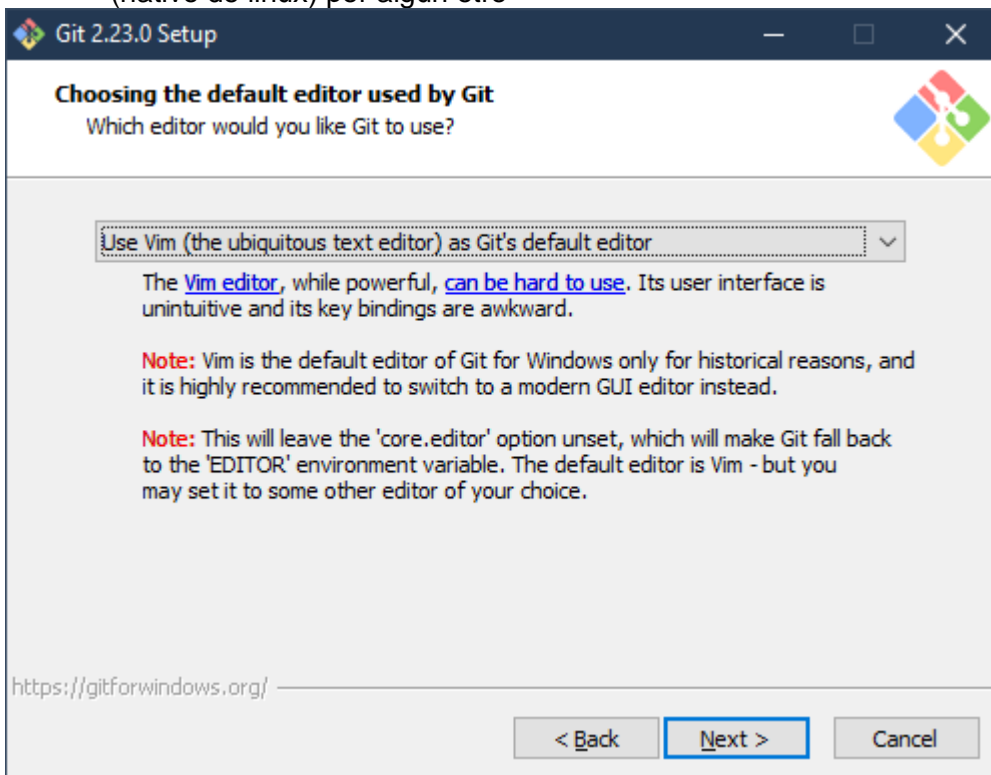 (nativo de linux) por algún otro
Git 2.23.0 Setup
Choosing the default editor used by Git
Which editor would you like Git to use?
Use Vim (the ubiquitous text editor) as Git's default editor
The Vim editor, while powerful, can be hard to use. Its user interface is
unintuitive and its key bindings are awkward.
Note: Vim is the default editor of Git for Windows only for historical reasons, and
it is highly recommended to switch to a modern GUI editor instead.
Note: This will leave the 'core.editor' option unset, which will make Git fall back
to the 'EDITOR' environment variable. The default editor is Vim - but you
may set it to some other editor of your choice.
https://gitforwindows.org/
< Back Next > Cancel